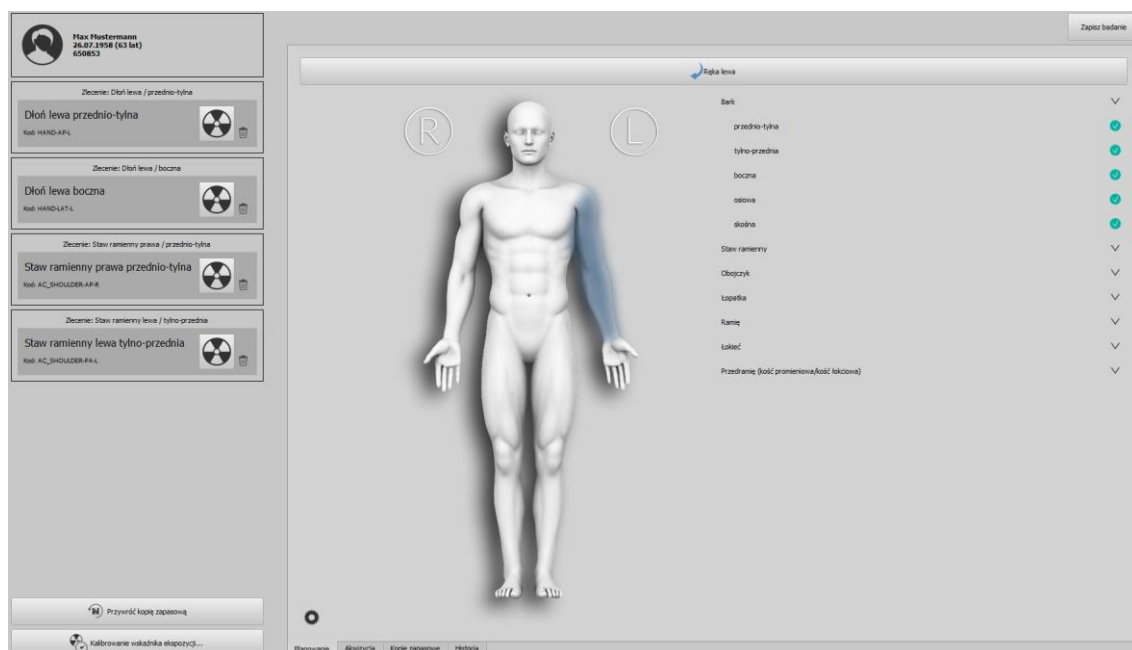 Max Mustermann
26.07.1958 (63 lat)
650853
Zlecenie: Dłoń lewa / przednio-tylna
Dłoń lewa przednio-tylna
Kod: HAND-AP-L
Zlecenie: Dłoń lewa / boczna
Dłoń lewa boczna
Kod: HAND-LAT-L
Zlecenie: Staw ramienny prawa / przednio-tylna
Staw ramienny prawa przednio-tylna
Kod: AC_SHOULDER-AP-R
Zlecenie: Staw ramienny lewa / tylno-przednia
Staw ramienny lewa tylno-przednia
Kod: AC_SHOULDER-PA-L
Przywróć kopię zapasową
Kalibrowanie wskaźnika ekspozycji...
Zapisz badanie
Ręka lewa
R
L
Bark
przednio-tylna
tylno-przednia
boczna
osiowa
skośna
Staw ramienny
Obojczyk
Łopatka
Ramię
Łokieć
Przedramię (kość promieniowa/kość łokciowa)
Planowanie
Akwizycja
Kopie zapasowe
Historia